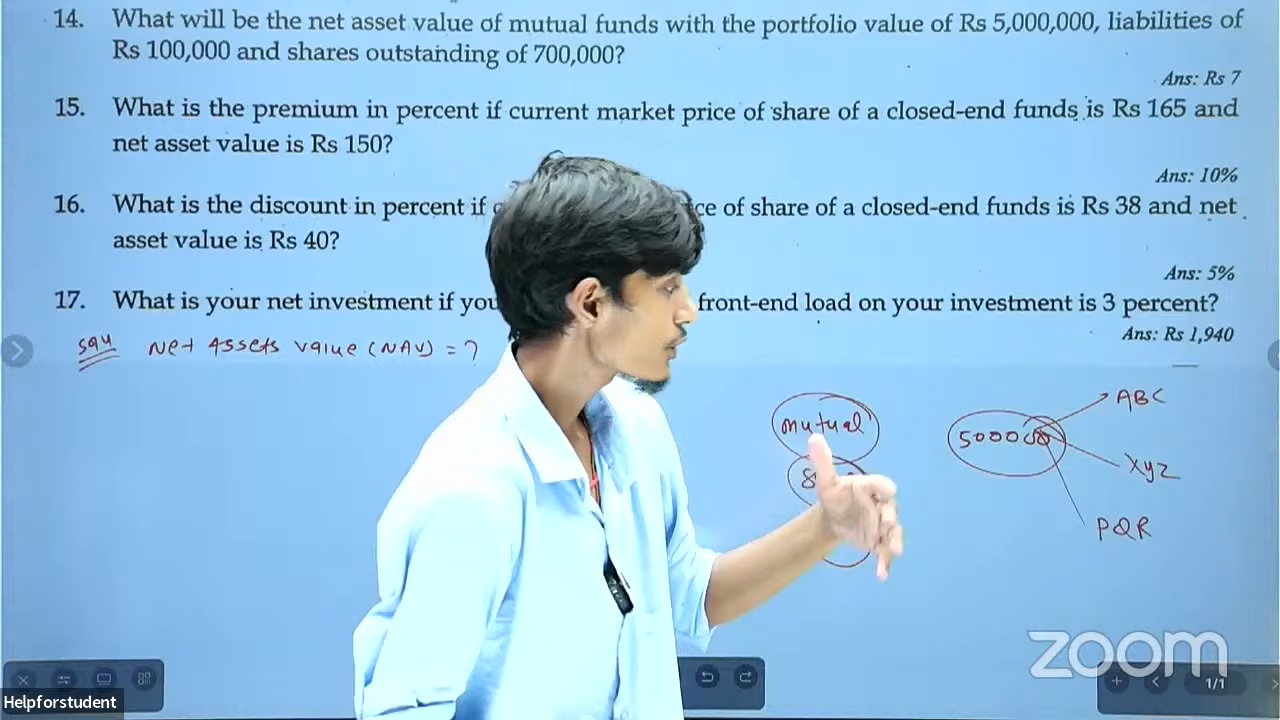 14. What will be the net asset value of mutual funds with the portfolio value of Rs 5,000,000, liabilities of
Rs 100,000 and shares outstanding of 700,000?
Ans: Rs 7
15. What is the premium in percent if current market price of share of a closed-end funds is Rs 165 and
net asset value is Rs 150?
Ans: 10%
16. What is the discount in percent if
of share of a closed-end funds is Rs 38 and net
asset value is Rs 40?
Ans: 5%
17. What is your net investment if you
front-end load on your investment is 3 percent?
Ans: Rs 1,940
Net Assets value (NAV) = ?
mutual
ABC
XYZ
PQR
zoom
1/1
Helpforstudent